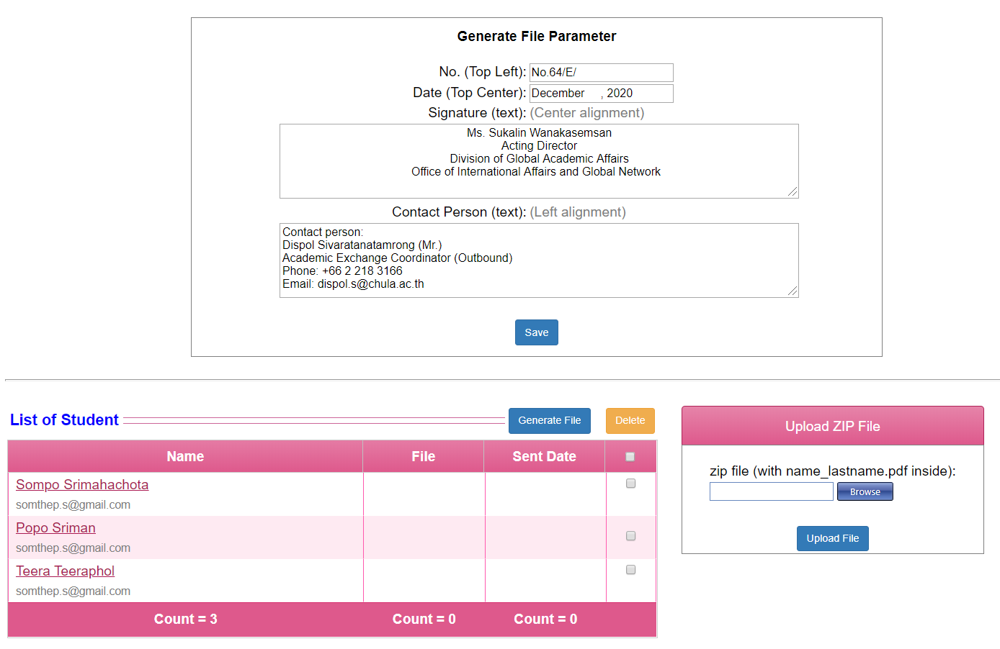 Generate File Parameter
No. (Top Left): No.64/E/
Date (Top Center): December , 2020
Signature (text): (Center alignment)
Ms. Sukalin Wanakasemsan
Acting Director
Division of Global Academic Affairs
Office of International Affairs and Global Network
Contact Person (text): (Left alignment)
Contact person:
Dispol Sivaratanatamrong (Mr.)
Academic Exchange Coordinator (Outbound)
Phone: +66 2 218 3166
Email: dispol.s@chula.ac.th
Save
List of Student Generate File Delete
Name File Sent Date
Sompo Srimahachota
somthep.s@gmail.com
Popo Sriman
somthep.s@gmail.com
Teera Teeraphol
somthep.s@gmail.com
Count = 3 Count = 0 Count = 0
Upload ZIP File
zip file (with name_lastname.pdf inside):
Browse
Upload File